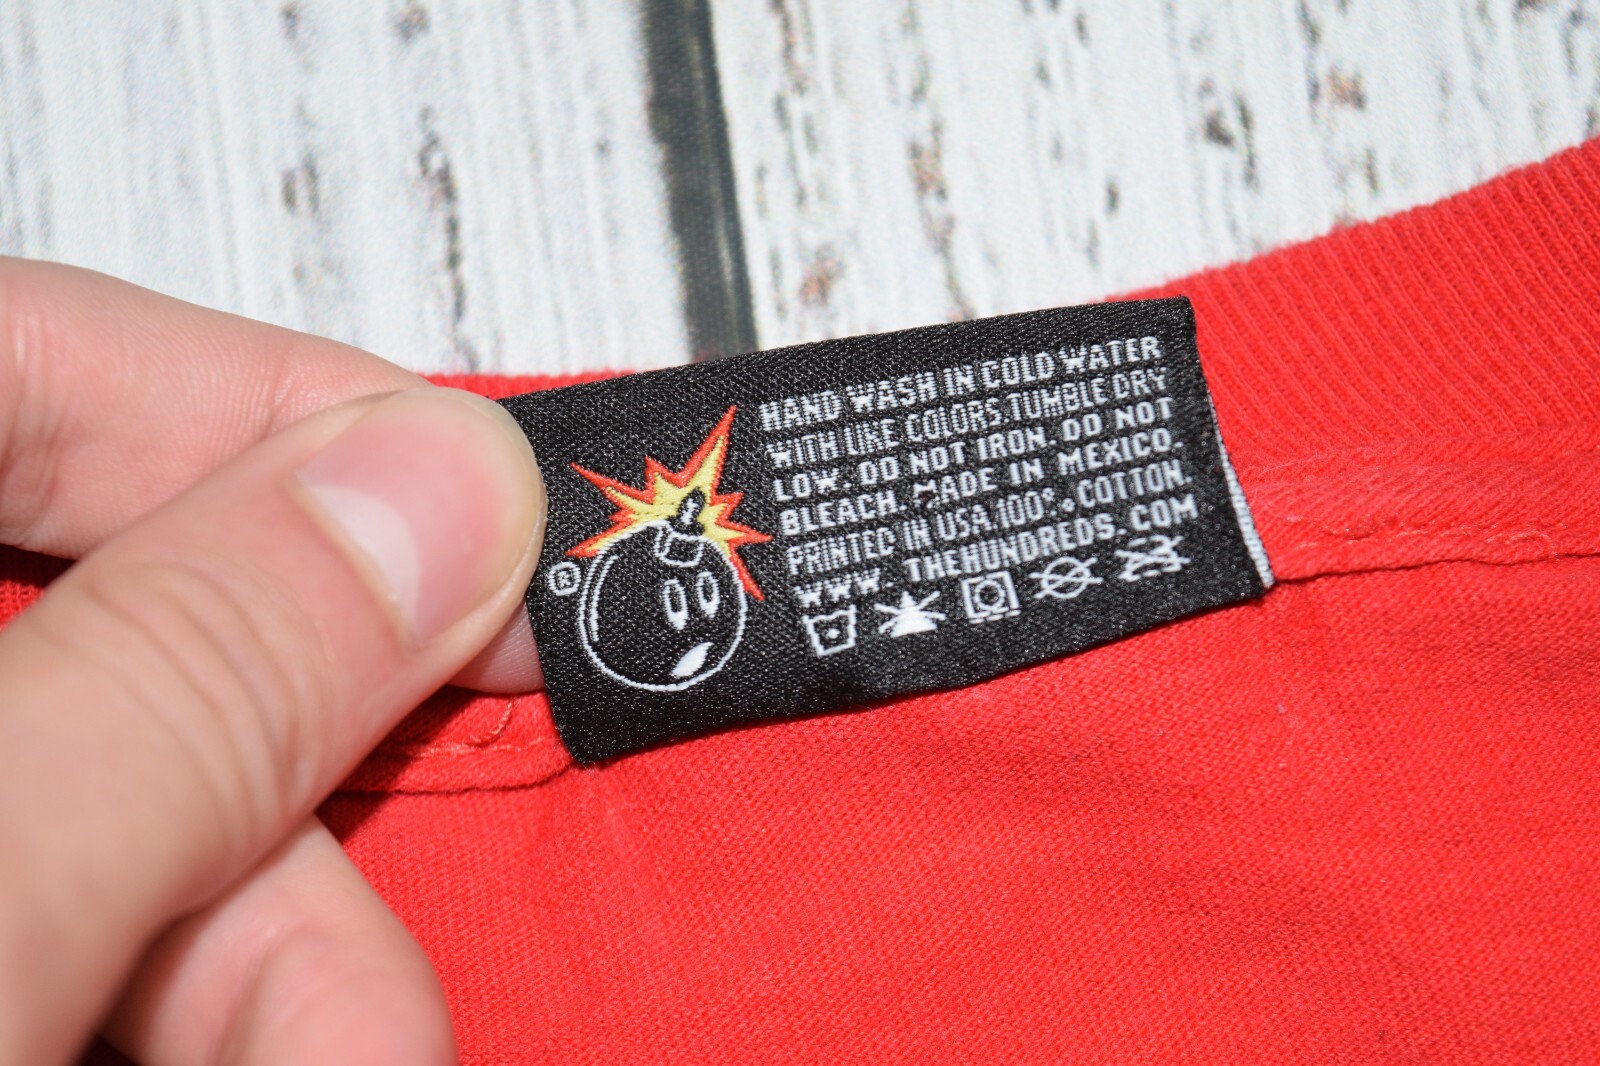 HAND WASH IN COLD WATER
WITH LIKE COLORS. TUMBLE DRY
LOW. DO NOT IRON. DO NOT
BLEACH. MADE IN MEXICO.
PRINTED IN USA. 100% COTTON.
WWW. THEHUNDREDS. COM
®